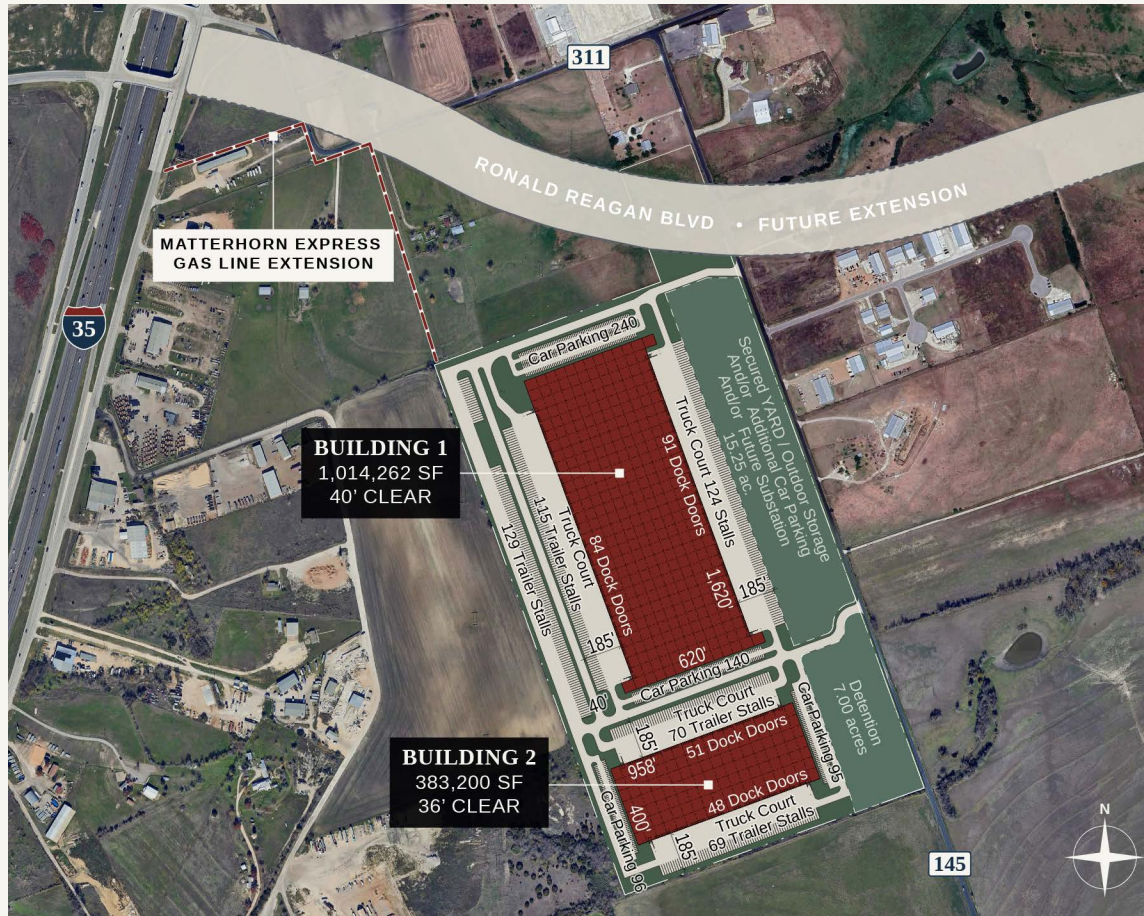 311
RONALD REAGAN BLVD • FUTURE EXTENSION
MATTERHORN EXPRESS
GAS LINE EXTENSION
35
Car Parking 240
Secured YARD / Outdoor Storage
And/or Additional Car Parking
And/or Future Substation
15.25 ac.
BUILDING 1
1,014,262 SF
40’ CLEAR
Truck Court 124 Stalls
91 Dock Doors
129 Trailer Stalls
115 Trailer Stalls
Truck Court
84 Dock Doors
1,620'
185'
185'
620'
Car Parking 140
40'
Truck Court
70 Trailer Stalls
51 Dock Doors
185'
958'
Car Parking 95
Detention
7.00 acres
BUILDING 2
383,200 SF
36’ CLEAR
400'
48 Dock Doors
Truck Court
69 Trailer Stalls
185'
Car Parking 96
145
N